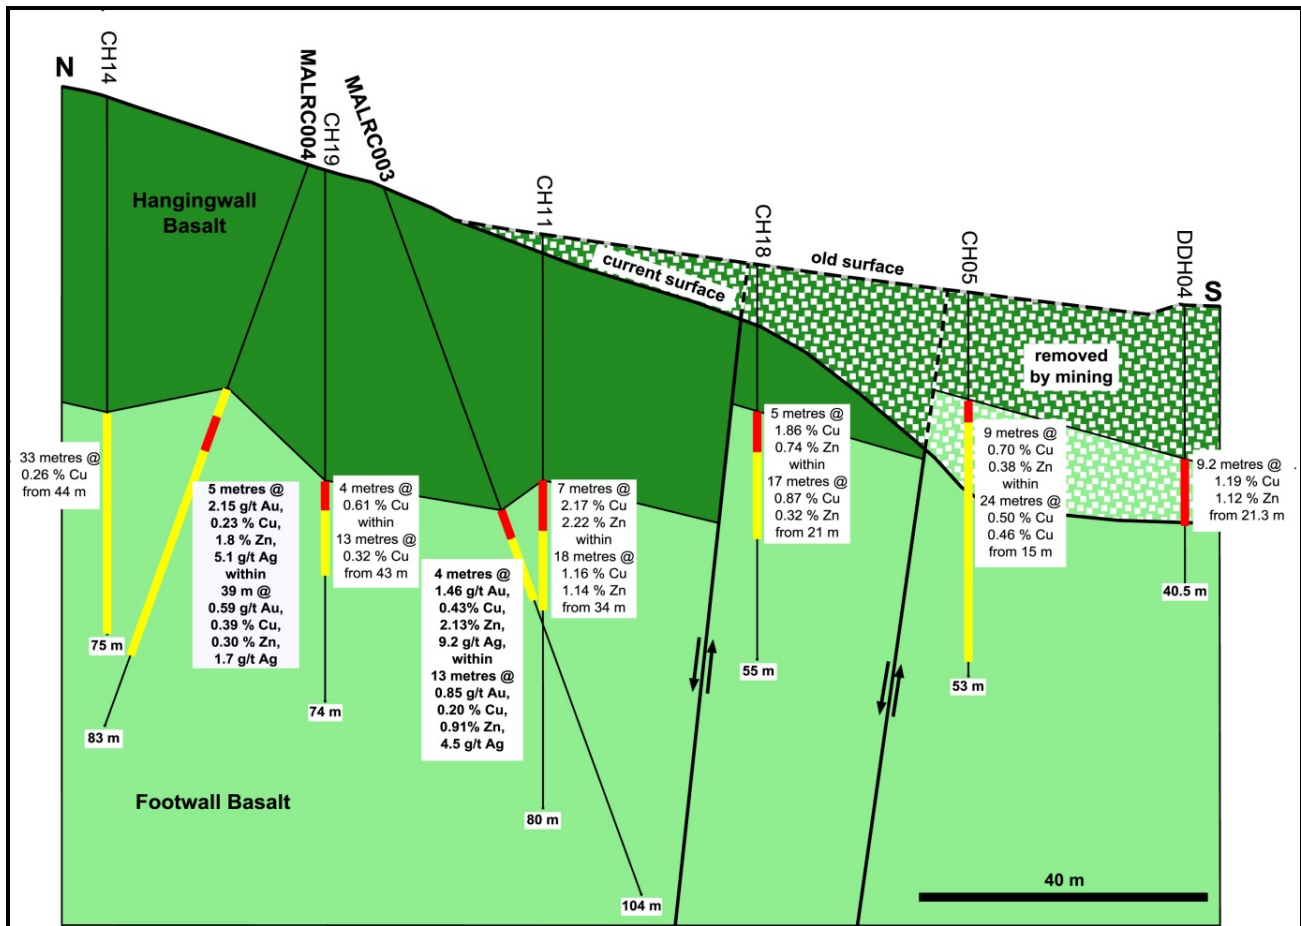 N
CH14
MALRC004
CH19
MALRC003
CH11
CH18
CH05
DDH04
S
Hangingwall
Basalt
current surface
old surface
removed
by mining
33 metres @
0.26 % Cu
from 44 m
75 m
83 m
5 metres @
2.15 g/t Au,
0.23 % Cu,
1.8 % Zn,
5.1 g/t Ag
within
39 m @
0.59 g/t Au,
0.39 % Cu,
0.30 % Zn,
1.7 g/t Ag
4 metres @
0.61 % Cu
within
13 metres @
0.32 % Cu
from 43 m
74 m
4 metres @
1.46 g/t Au,
0.43% Cu,
2.13% Zn,
9.2 g/t Ag,
within
13 metres @
0.85 g/t Au,
0.20 % Cu,
0.91% Zn,
4.5 g/t Ag
7 metres @
2.17 % Cu
2.22 % Zn
within
18 metres @
1.16 % Cu
1.14 % Zn
from 34 m
80 m
104 m
5 metres @
1.86 % Cu
0.74 % Zn
within
17 metres @
0.87 % Cu
0.32 % Zn
from 21 m
55 m
9 metres @
0.70 % Cu
0.38 % Zn
within
24 metres @
0.50 % Cu
0.46 % Cu
from 15 m
53 m
9.2 metres @
1.19 % Cu
1.12 % Zn
from 21.3 m
40.5 m
Footwall Basalt
40 m